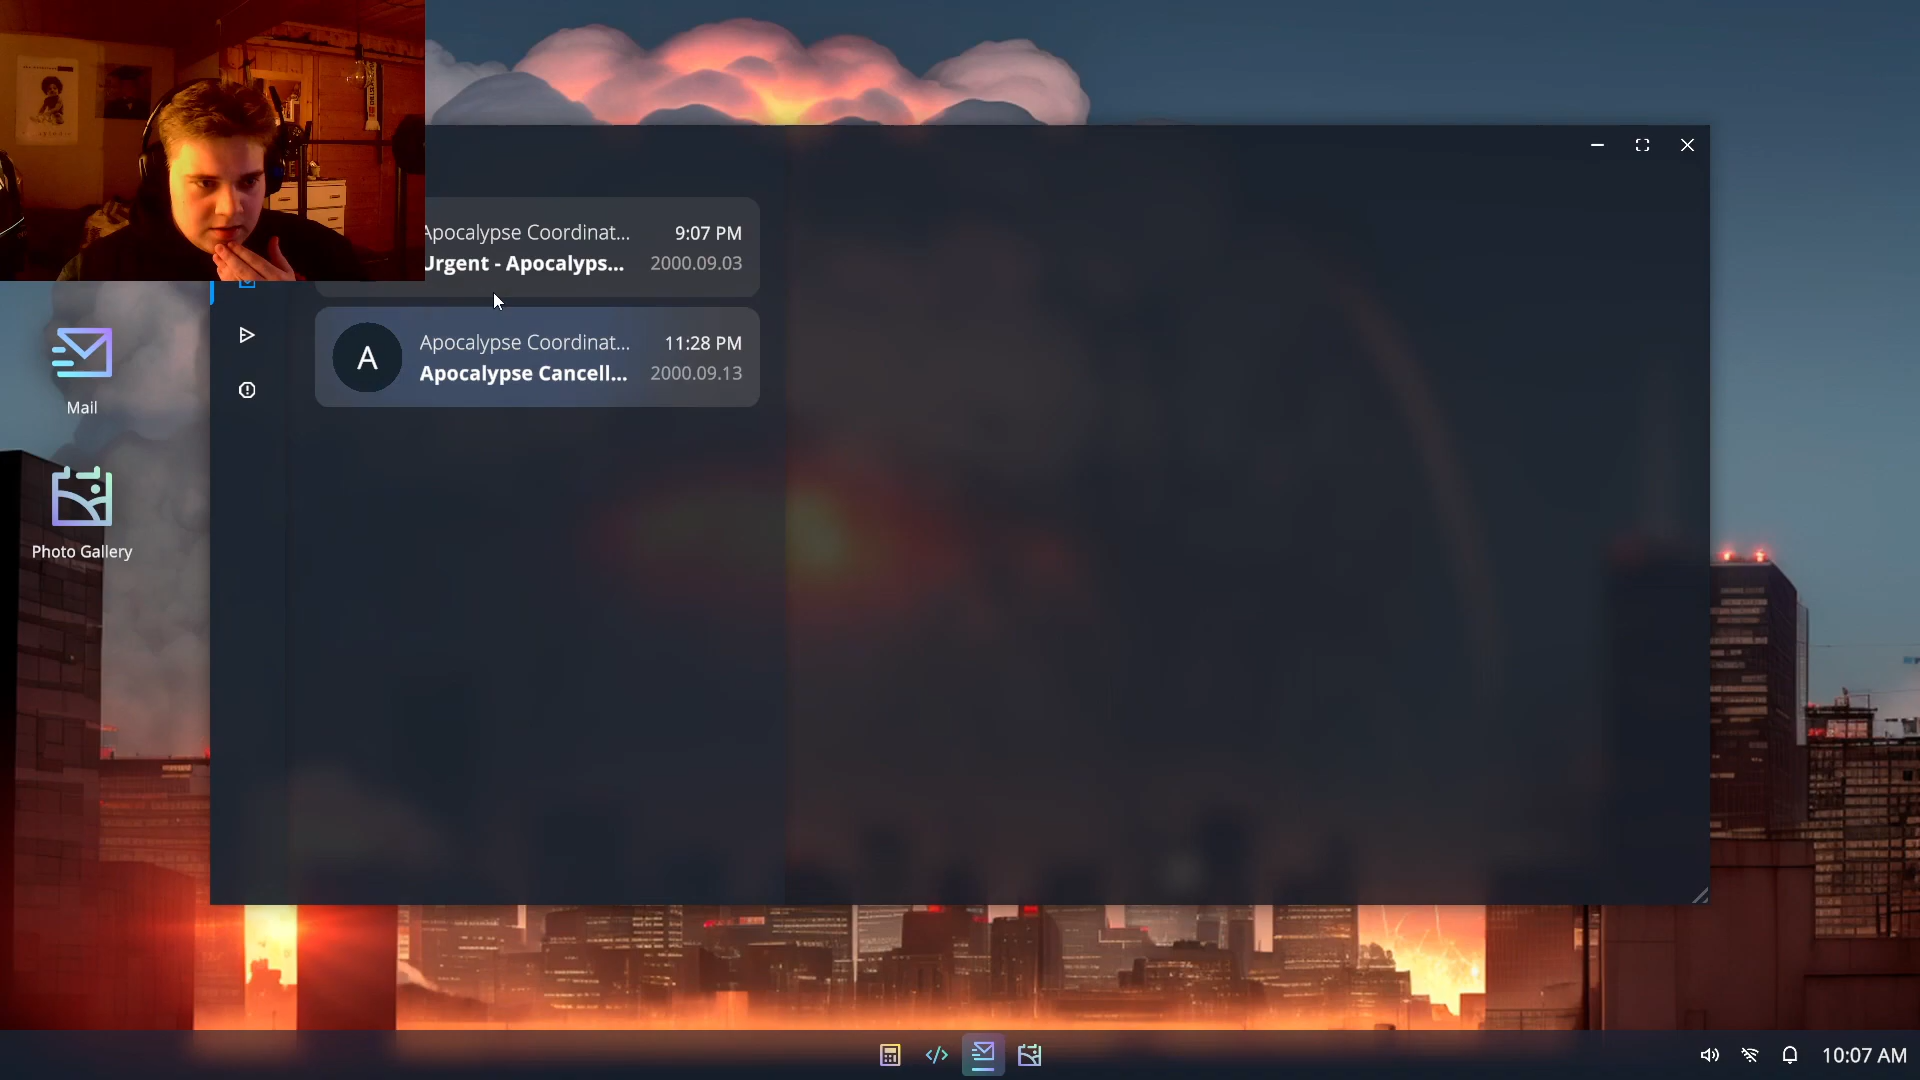 Apocalypse Coordinat... 9:07 PM
Urgent - Apocalyps... 2000.09.03
A Apocalypse Coordinat... 11:28 PM
Apocalypse Cancell... 2000.09.13
Mail
Photo Gallery
10:07 AM